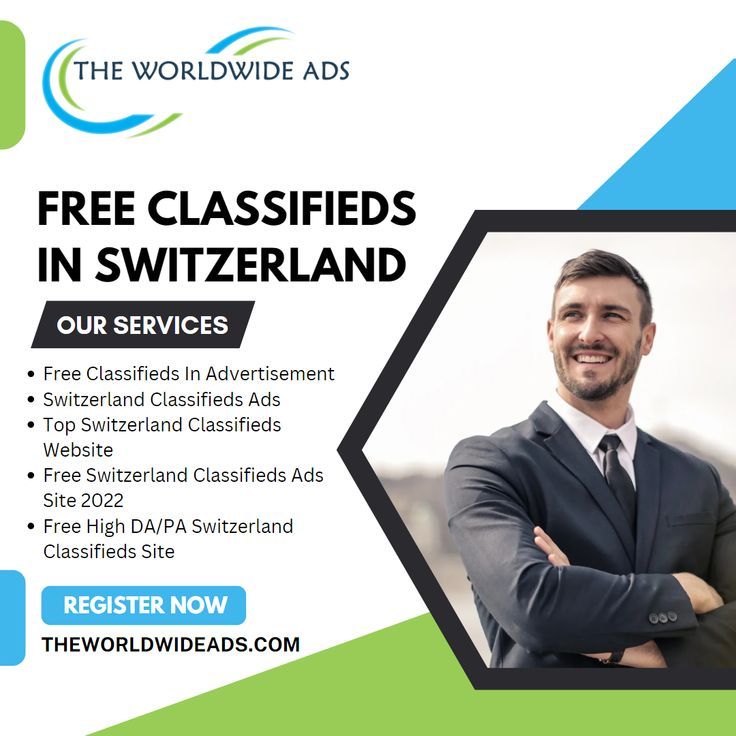 THE WORLDWIDE ADS
FREE CLASSIFIEDS
IN SWITZERLAND
OUR SERVICES
• Free Classifieds In Advertisement
• Switzerland Classifieds Ads
• Top Switzerland Classifieds
Website
• Free Switzerland Classifieds Ads
Site 2022
• Free High DA/PA Switzerland
Classifieds Site
REGISTER NOW
THEWORLDWIDEADS.COM